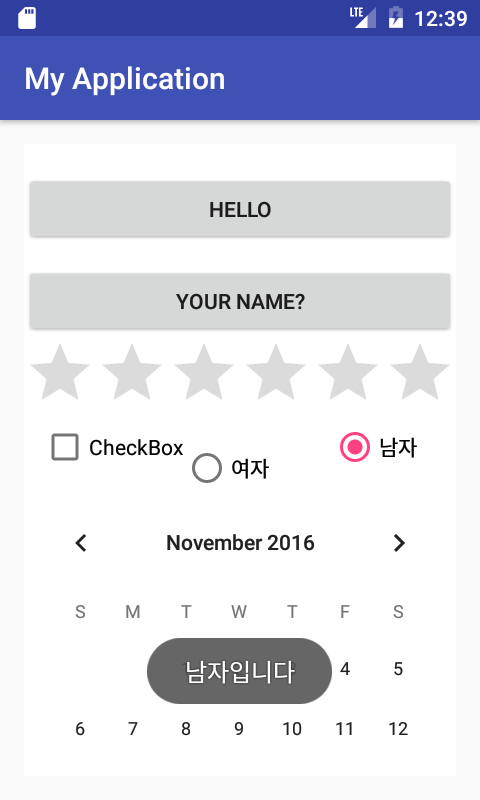 LTE 12:39
My Application
HELLO
YOUR NAME?
CheckBox
여자
남자
November 2016
S M T W T F S
남자입니다 4 5
6 7 8 9 10 11 12